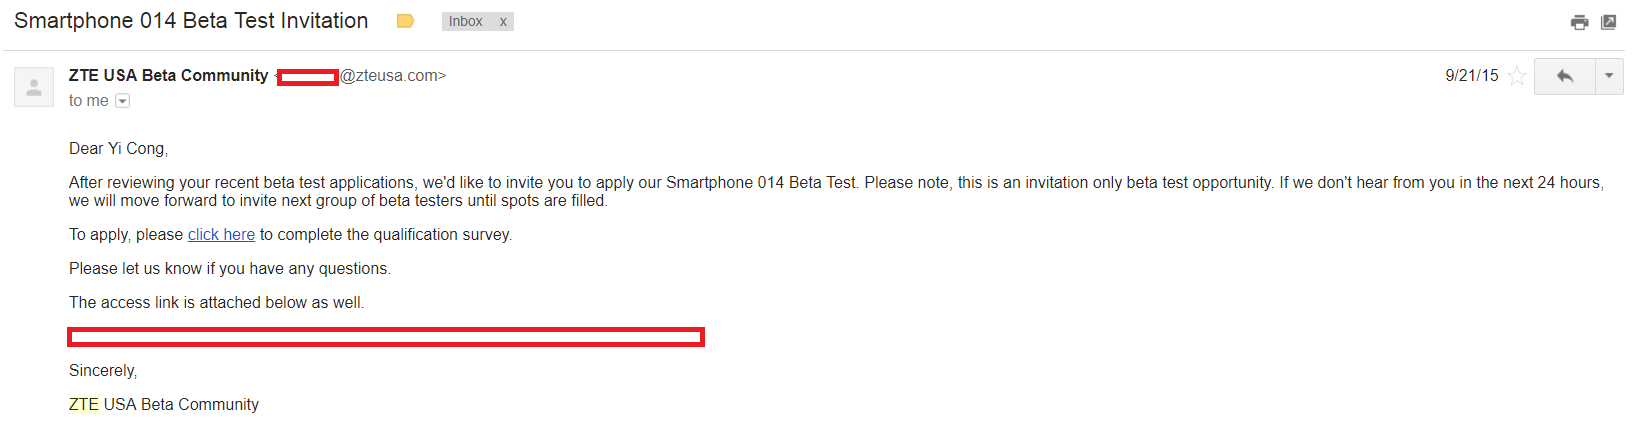 Smartphone 014 Beta Test Invitation Inbox x
ZTE USA Beta Community < @zteusa.com> 9/21/15
to me
Dear Yi Cong,
After reviewing your recent beta test applications, we'd like to invite you to apply our Smartphone 014 Beta Test. Please note, this is an invitation only beta test opportunity. If we don't hear from you in the next 24 hours,
we will move forward to invite next group of beta testers until spots are filled.
To apply, please click here to complete the qualification survey.
Please let us know if you have any questions.
The access link is attached below as well.
Sincerely,
ZTE USA Beta Community